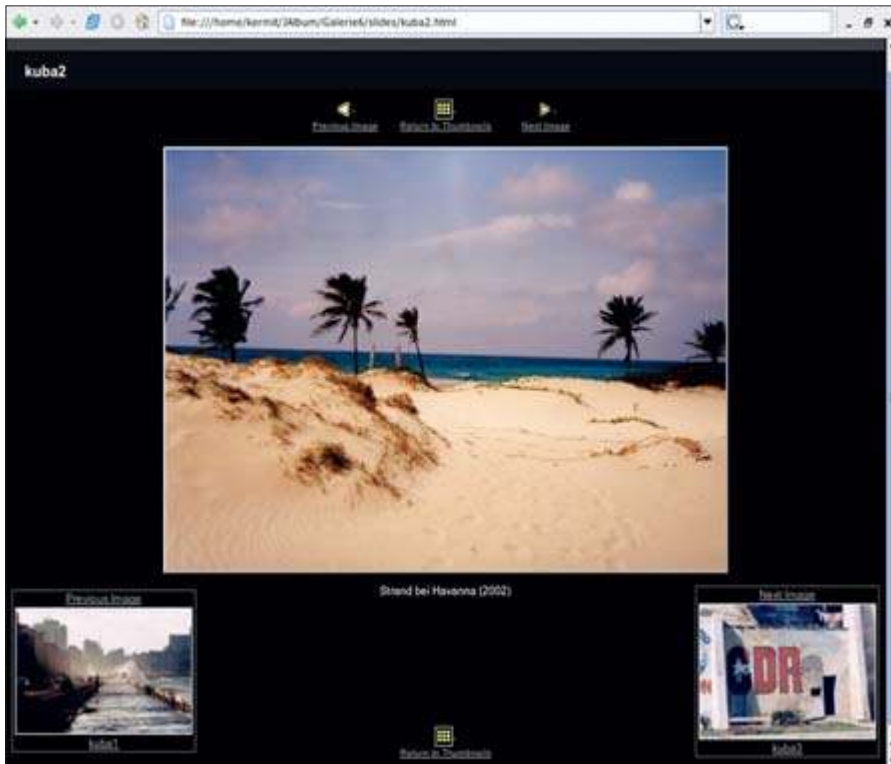 file:///home/kermit/JAlbum/Galerie6/slides/kuba2.html
G.
kuba2
Previous Image
Return to Thumbnails
Next Image
Strand bei Havanna (2002)
Previous Image
Next Image
CDR
kuba1
kuba3
Return to Thumbnails